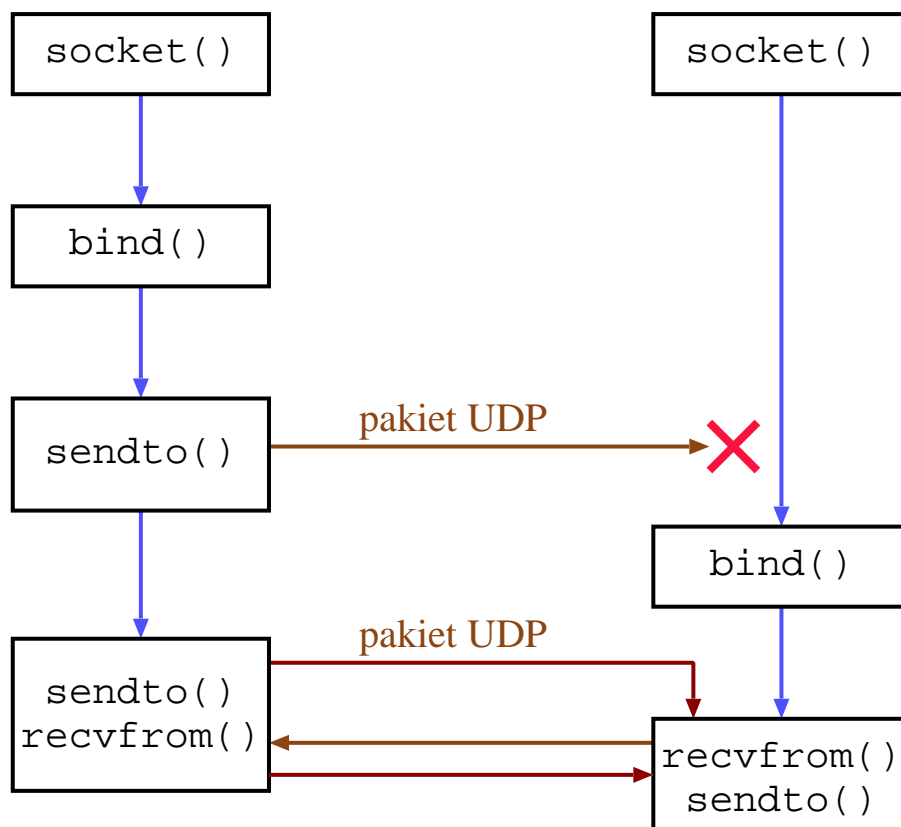 socket()
socket()
bind()
pakiet UDP
sendto()
bind()
pakiet UDP
sendto()
recvfrom()
recvfrom()
sendto()